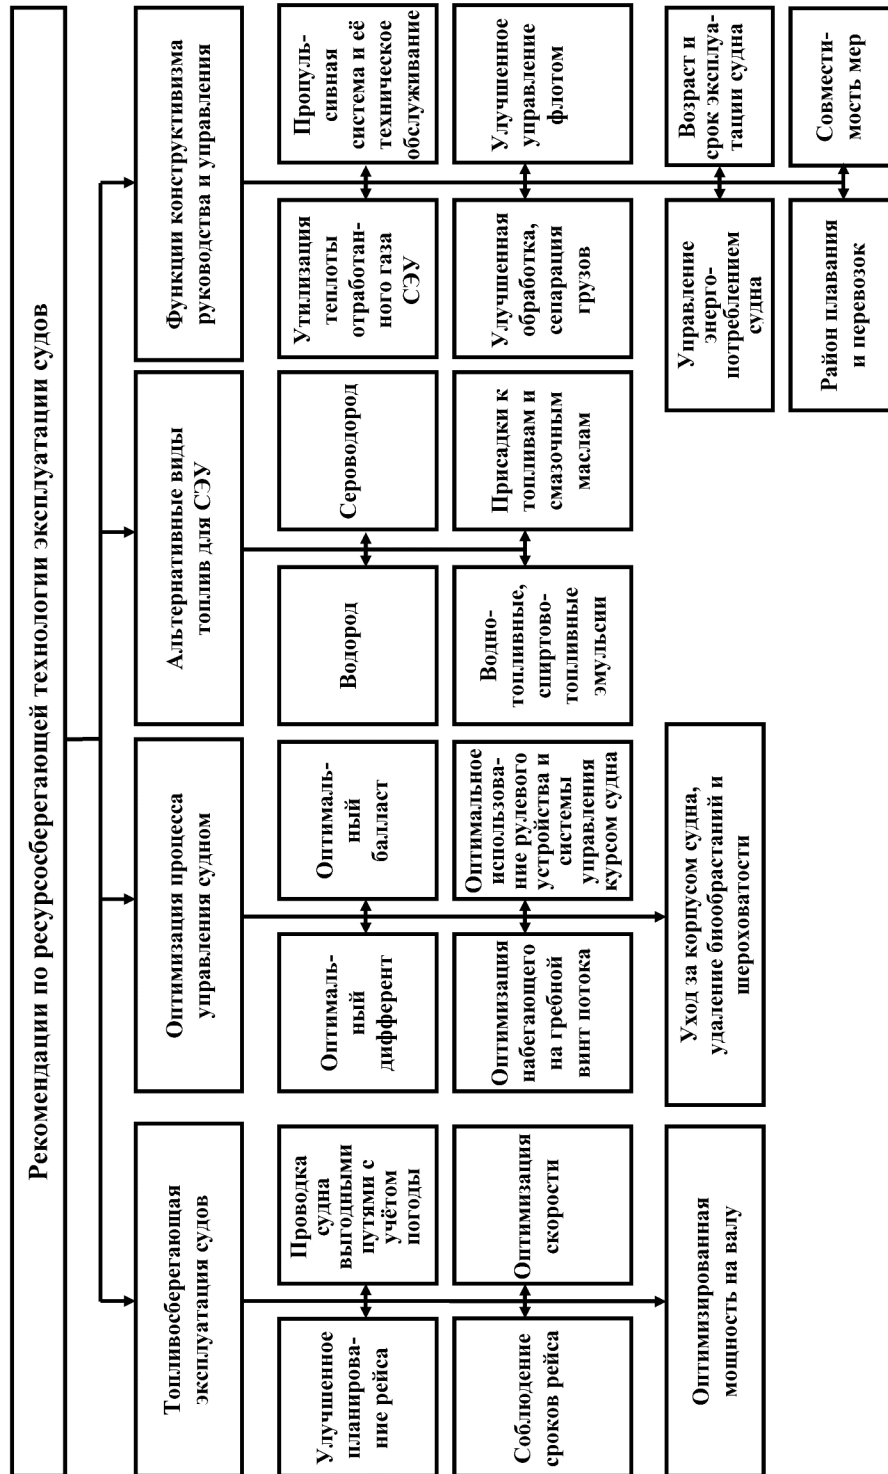 Рекомендации по ресурсосберегающей технологии эксплуатации судов
Топливосберегающая
эксплуатация судов
Оптимизация процесса
управления судном
Альтернативные виды
топлив для СЭУ
Функции конструктивизма
руководства и управления
Улучшенное
планирова-
ние рейса
Проводка
судна
выгодными
путями с
учётом
погоды
Оптималь-
ный
дифферент
Оптималь-
ный
балласт
Водород
Сероводород
Утилизация
теплоты
отработан-
ного газа
СЭУ
Пропуль-
сивная
система и её
техническое
обслуживание
Соблюдение
сроков рейса
Оптимизация
скорости
Оптимизация
набегающего
на гребной
винт потока
Оптимальное
использова-
ние рулевого
устройства и
системы
управления
курсом судна
Водно-
топливные,
спиртово-
топливные
эмульсии
Присадки к
топливам и
смазочным
маслам
Улучшенная
обработка,
сепарация
грузов
Улучшенное
управление
флотом
Оптимизированная
мощность на валу
Уход за корпусом судна,
удаление биообрастаний и
шероховатости
Управление
энерго-
потреблением
судна
Возраст и
срок эксплуа-
тации судна
Район плавания
и перевозок
Совмести-
мость мер